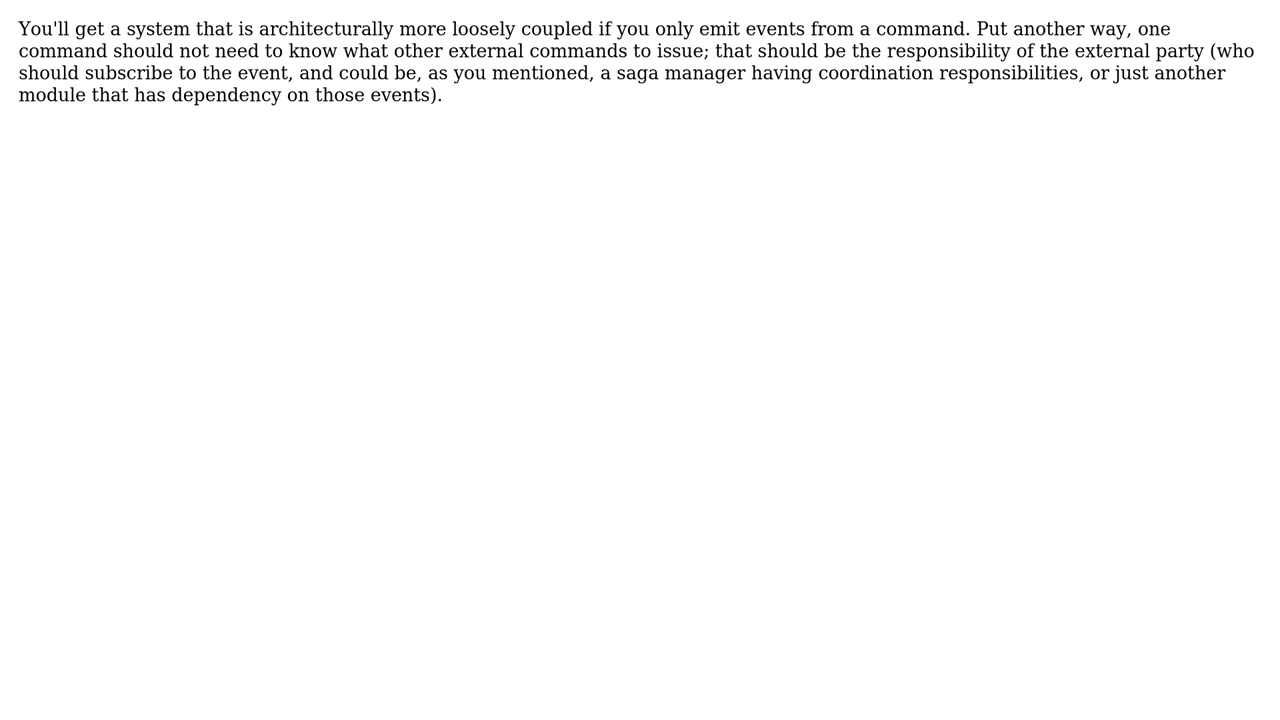 You'll get a system that is architecturally more loosely coupled if you only emit events from a command. Put another way, one
command should not need to know what other external commands to issue; that should be the responsibility of the external party (who
should subscribe to the event, and could be, as you mentioned, a saga manager having coordination responsibilities, or just another
module that has dependency on those events).